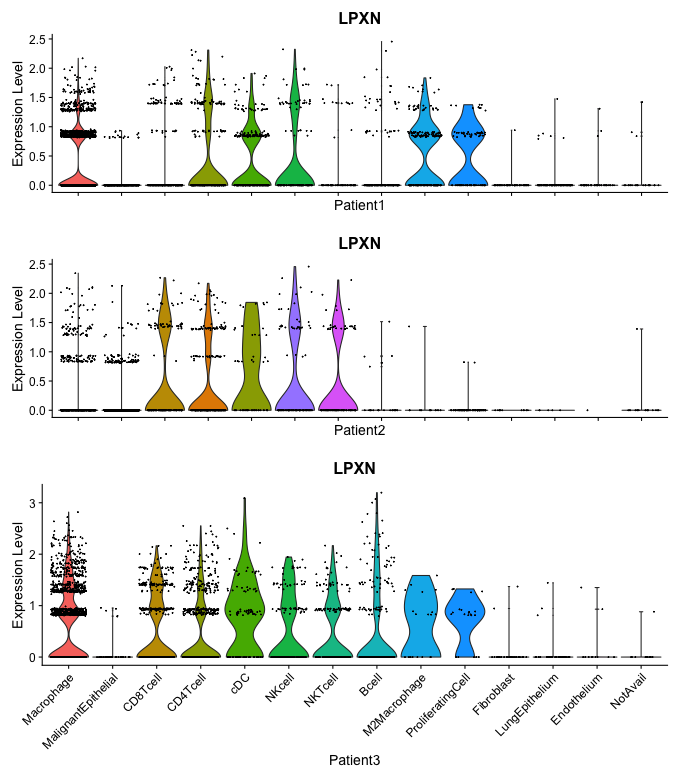 LPXN
Expression Level
2.5
2.0
1.5
1.0
0.5
0.0
Patient1
LPXN
Expression Level
2.5
2.0
1.5
1.0
0.5
0.0
Patient2
LPXN
Expression Level
3
2
1
0
Macrophage
MalignantEpithelial
CD8Tcell
CD4Tcell
cDC
NKcell
NKTcell
Bcell
M2Macrophage
ProliferatingCell
Fibroblast
LungEpithelium
Endothelium
NotAvail
Patient3